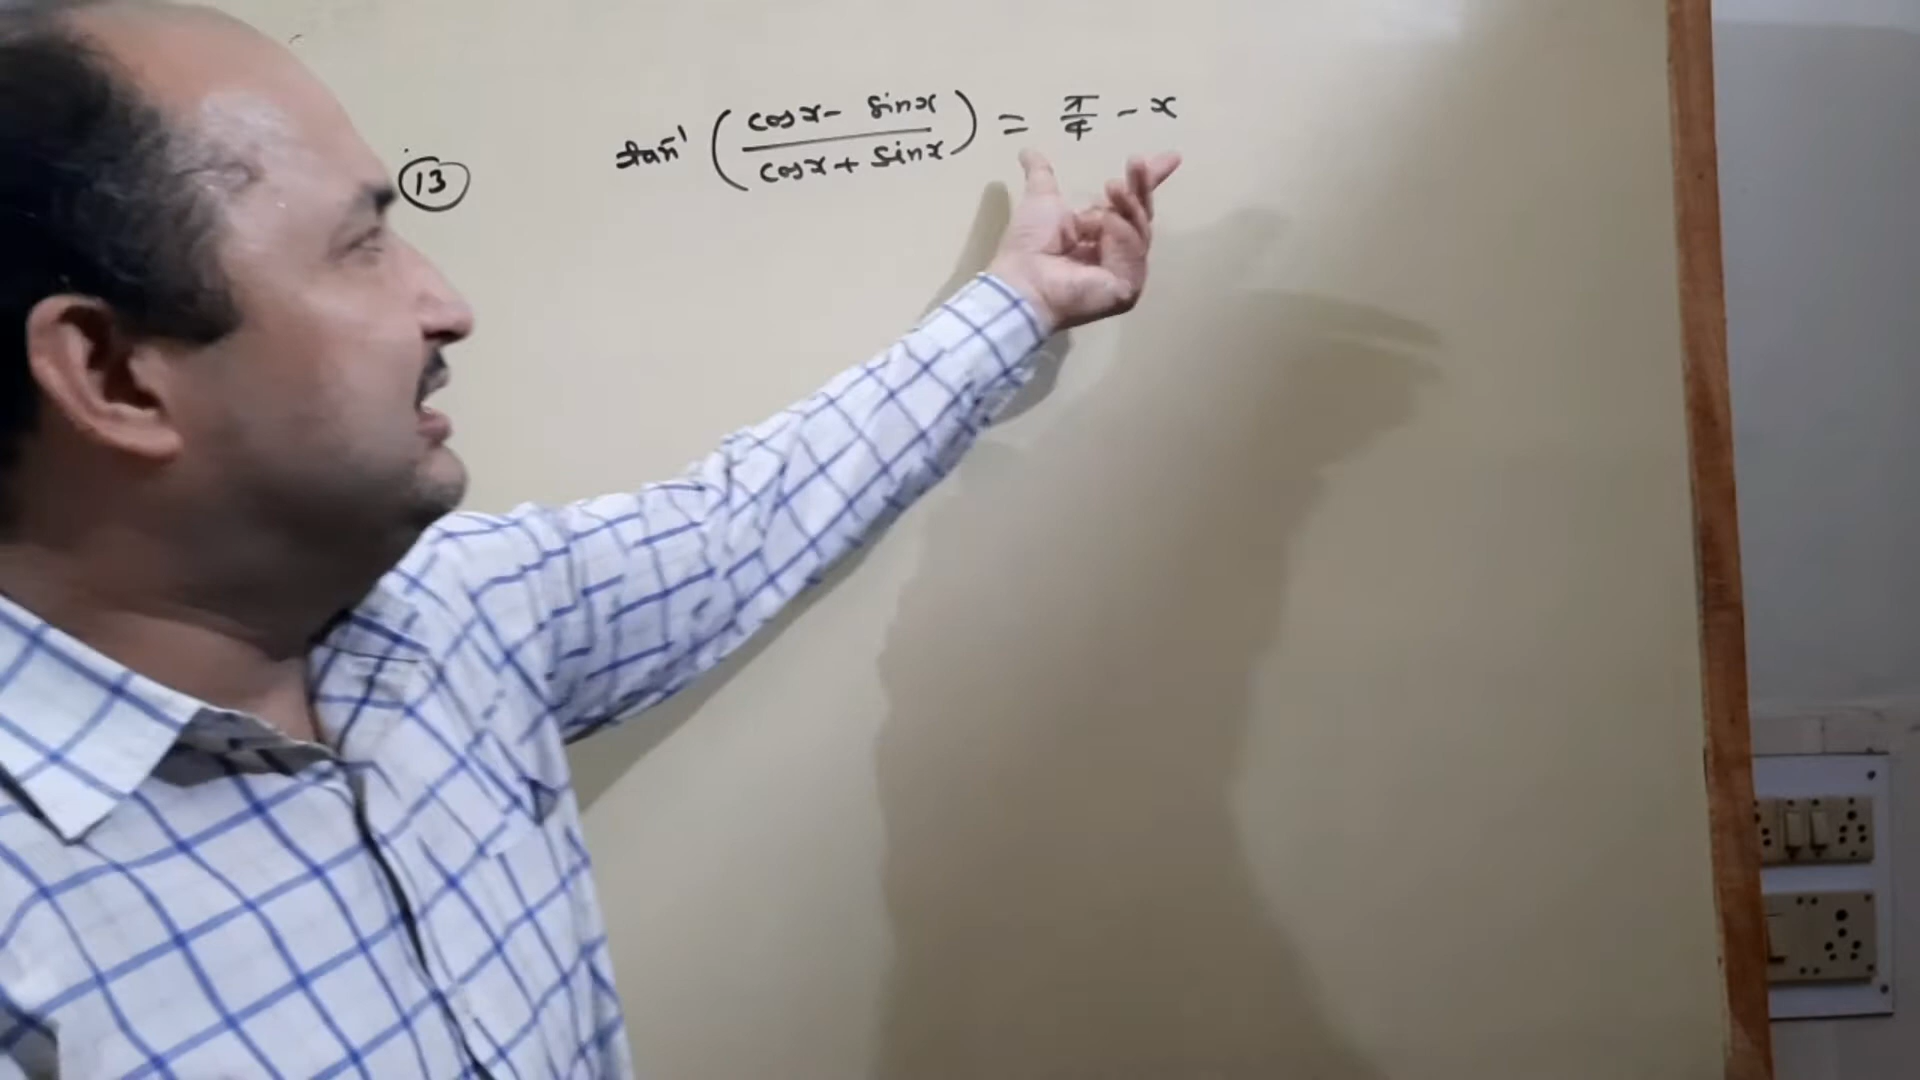 (13) tan⁻¹ (cosx - sinx / cosx + sinx) = π/4 - x